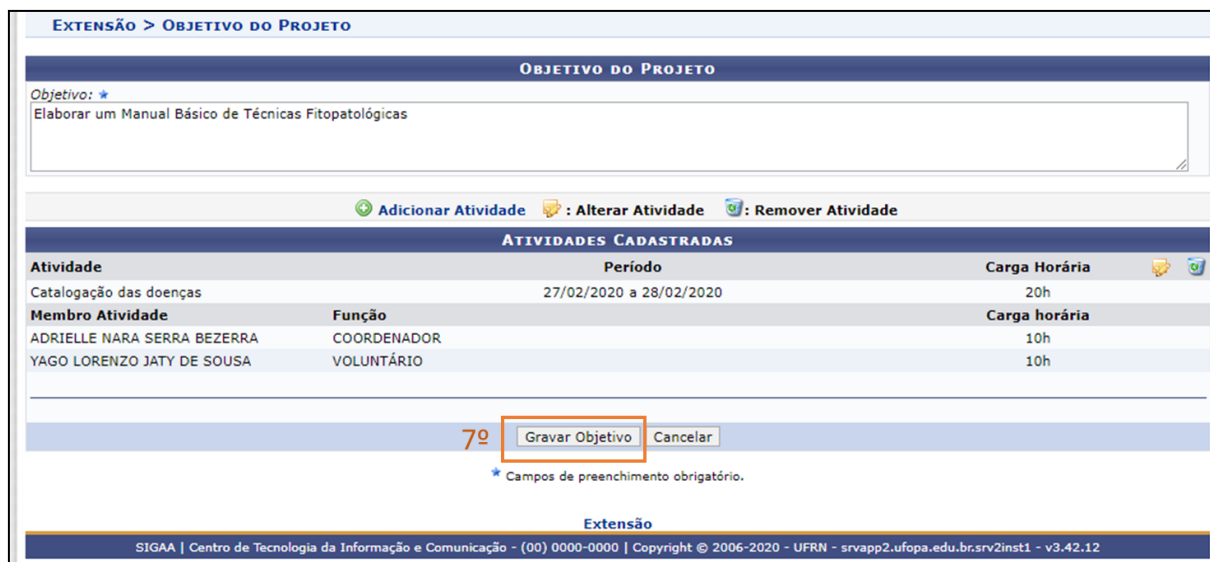 Extensão > Objetivo do Projeto
Objetivo do Projeto
Objetivo:
Elaborar um Manual Básico de Técnicas Fitopatológicas
Adicionar Atividade : Alterar Atividade : Remover Atividade
Atividades Cadastradas
Atividade Período Carga Horária
Catalogação das doenças 27/02/2020 a 28/02/2020 20h
Membro Atividade Função Carga horária
ADRIELLE NARA SERRA BEZERRA COORDENADOR 10h
YAGO LORENZO JATY DE SOUSA VOLUNTÁRIO 10h
7º Gravar Objetivo Cancelar
Campos de preenchimento obrigatório.
Extensão
SIGAA | Centro de Tecnologia da Informação e Comunicação - (00) 0000-0000 | Copyright © 2006-2020 - UFRN - srvapp2.ufopa.edu.br.srv2inst1 - v3.42.12